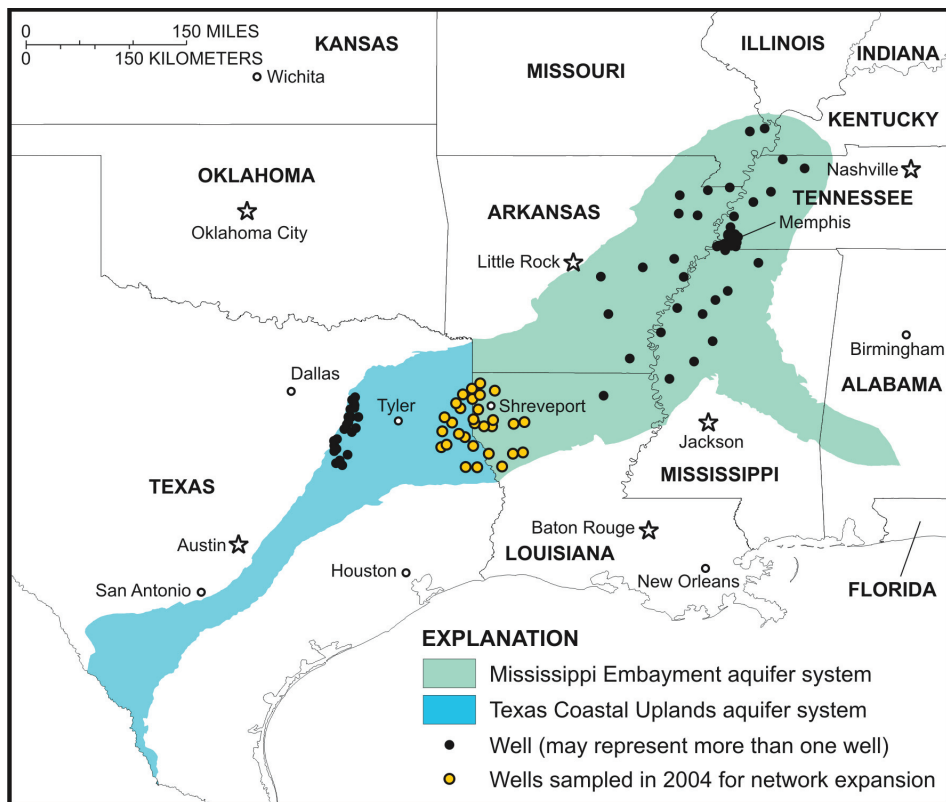 0 150 MILES
0 150 KILOMETERS
KANSAS
Wichita
MISSOURI
ILLINOIS
INDIANA
KENTUCKY
OKLAHOMA
Oklahoma City
ARKANSAS
Little Rock
Nashville
TENNESSEE
Memphis
Birmingham
ALABAMA
Dallas
Tyler
Shreveport
Jackson
MISSISSIPPI
TEXAS
Austin
San Antonio
Houston
Baton Rouge
LOUISIANA
New Orleans
FLORIDA
EXPLANATION
Mississippi Embayment aquifer system
Texas Coastal Uplands aquifer system
Well (may represent more than one well)
Wells sampled in 2004 for network expansion